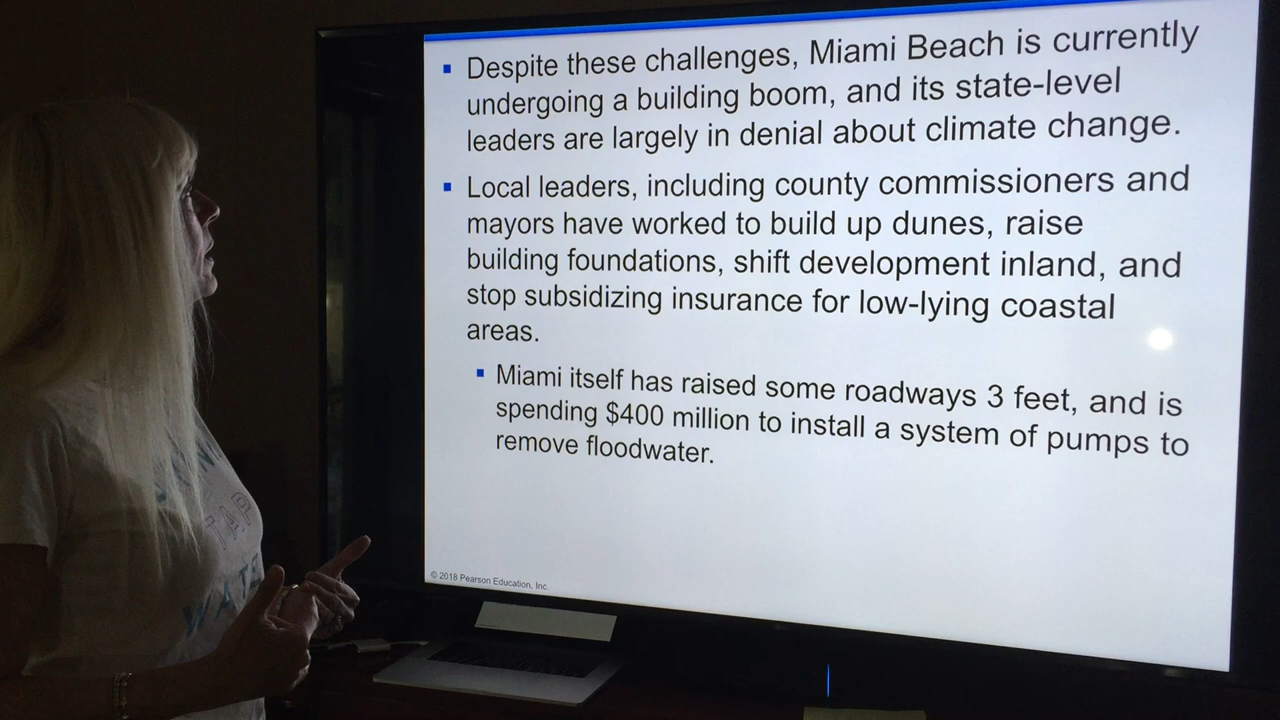 Despite these challenges, Miami Beach is currently
undergoing a building boom, and its state-level
leaders are largely in denial about climate change.
Local leaders, including county commissioners and
mayors have worked to build up dunes, raise
building foundations, shift development inland, and
stop subsidizing insurance for low-lying coastal
areas.
Miami itself has raised some roadways 3 feet, and is
spending $400 million to install a system of pumps to
remove floodwater.
© 2018 Pearson Education, Inc.